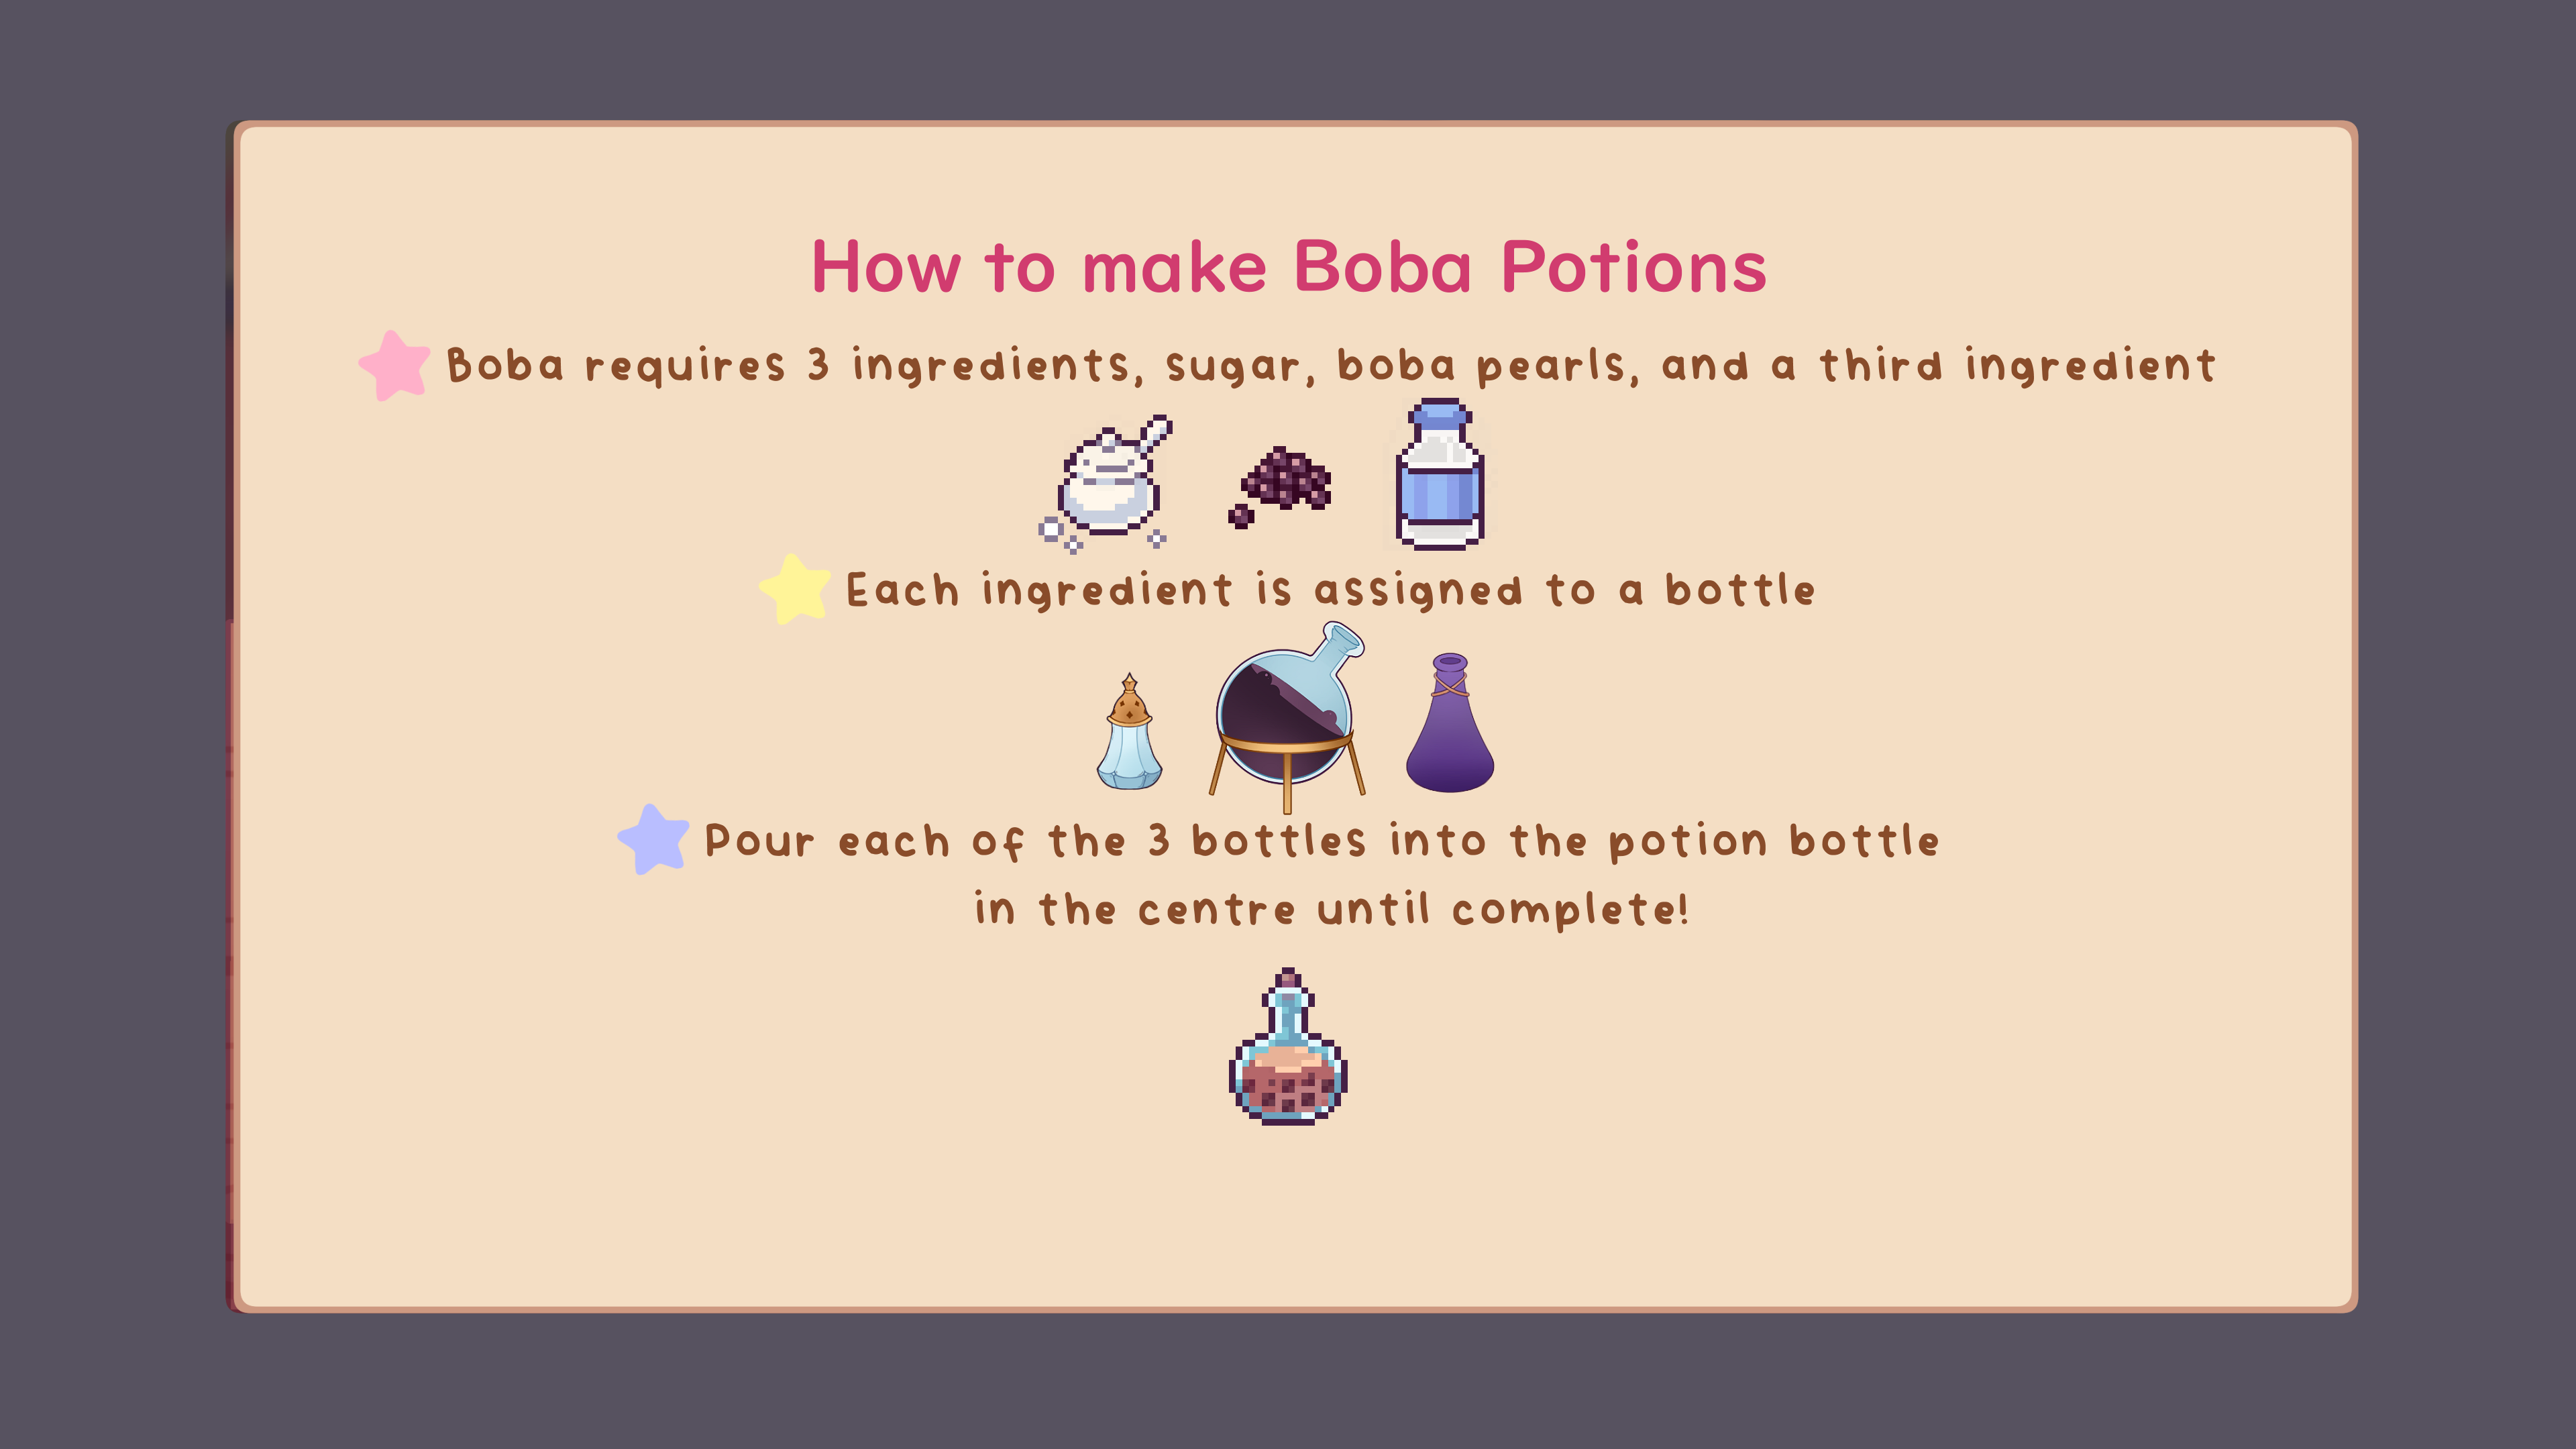 How to make Boba Potions
Boba requires 3 ingredients, sugar, boba pearls, and a third ingredient
Each ingredient is assigned to a bottle
Pour each of the 3 bottles into the potion bottle
in the centre until complete!